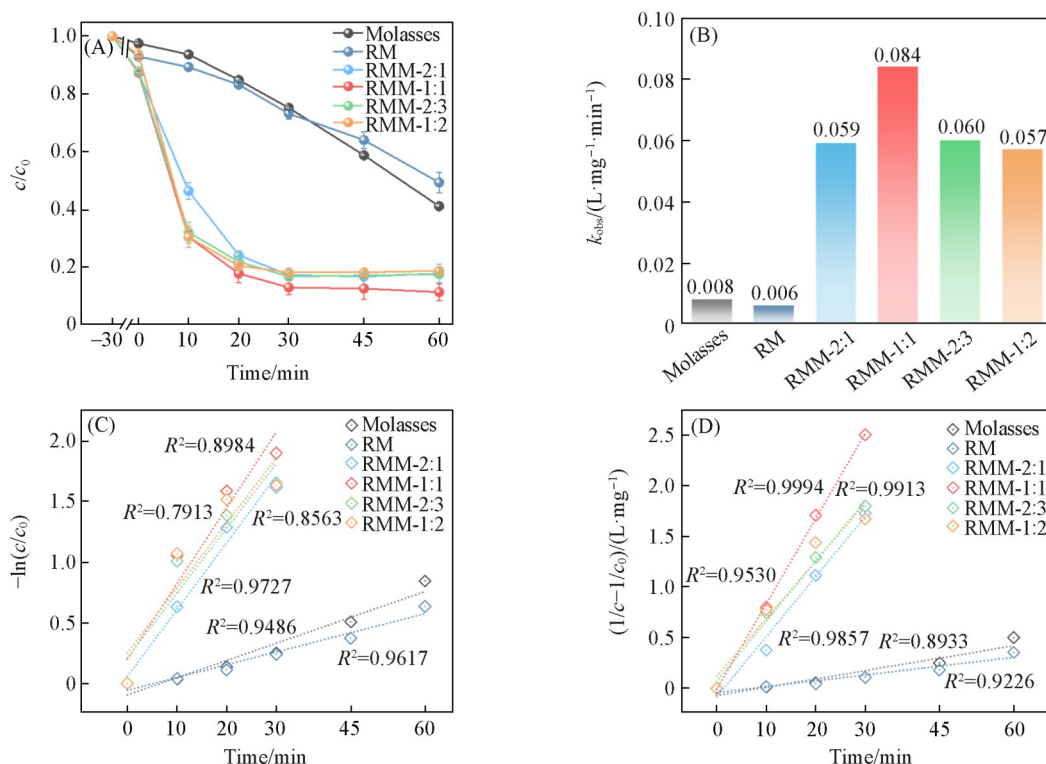 (A)
Molasses
RM
RMM-2:1
RMM-1:1
RMM-2:3
RMM-1:2
1.0
0.8
0.6
0.4
0.2
0
c/c₀
−30 0 10 20 30 45 60
Time/min
(B)
0.10
0.08
0.06
0.04
0.02
0
k_obs/(L·mg⁻¹·min⁻¹)
0.008
0.006
0.059
0.084
0.060
0.057
Molasses
RM
RMM-2:1
RMM-1:1
RMM-2:3
RMM-1:2
(C)
Molasses
RM
RMM-2:1
RMM-1:1
RMM-2:3
RMM-1:2
2.0
1.5
1.0
0.5
0
−ln(c/c₀)
R²=0.8984
R²=0.7913
R²=0.8563
R²=0.9727
R²=0.9486
R²=0.9617
0 10 20 30 45 60
Time/min
(D)
Molasses
RM
RMM-2:1
RMM-1:1
RMM-2:3
RMM-1:2
2.5
2.0
1.5
1.0
0.5
0
(1/c−1/c₀)/(L·mg⁻¹)
R²=0.9994
R²=0.9913
R²=0.9530
R²=0.9857
R²=0.8933
R²=0.9226
0 10 20 30 45 60
Time/min